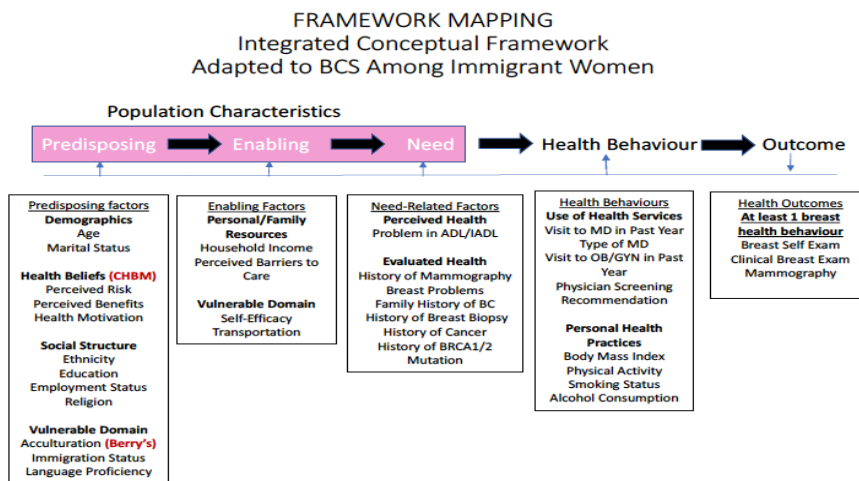 FRAMEWORK MAPPING
Integrated Conceptual Framework
Adapted to BCS Among Immigrant Women
Population Characteristics
Predisposing
Enabling
Need
Health Behaviour
Outcome
Predisposing factors
Demographics
Age
Marital Status
Health Beliefs (CHBM)
Perceived Risk
Perceived Benefits
Health Motivation
Social Structure
Ethnicity
Education
Employment Status
Religion
Vulnerable Domain
Acculturation (Berry's)
Immigration Status
Language Proficiency
Enabling Factors
Personal/Family
Resources
Household Income
Perceived Barriers to
Care
Vulnerable Domain
Self-Efficacy
Transportation
Need-Related Factors
Perceived Health
Problem in ADL/IADL
Evaluated Health
History of Mammography
Breast Problems
Family History of BC
History of Breast Biopsy
History of Cancer
History of BRCA1/2
Mutation
Health Behaviours
Use of Health Services
Visit to MD in Past Year
Type of MD
Visit to OB/GYN in Past
Year
Physician Screening
Recommendation
Personal Health
Practices
Body Mass Index
Physical Activity
Smoking Status
Alcohol Consumption
Health Outcomes
At least 1 breast
health behaviour
Breast Self Exam
Clinical Breast Exam
Mammography